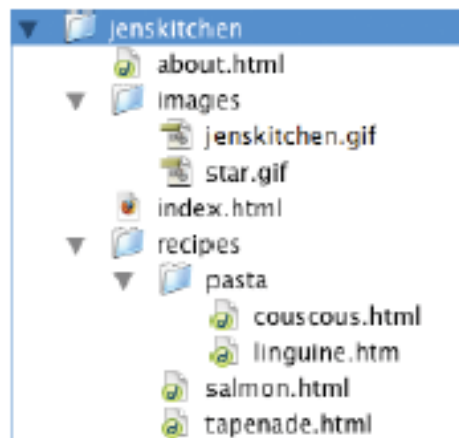 jenskitchen
about.html
images
jenskitchen.gif
star.gif
index.html
recipes
pasta
couscous.html
linguine.htm
salmon.html
tapenade.html